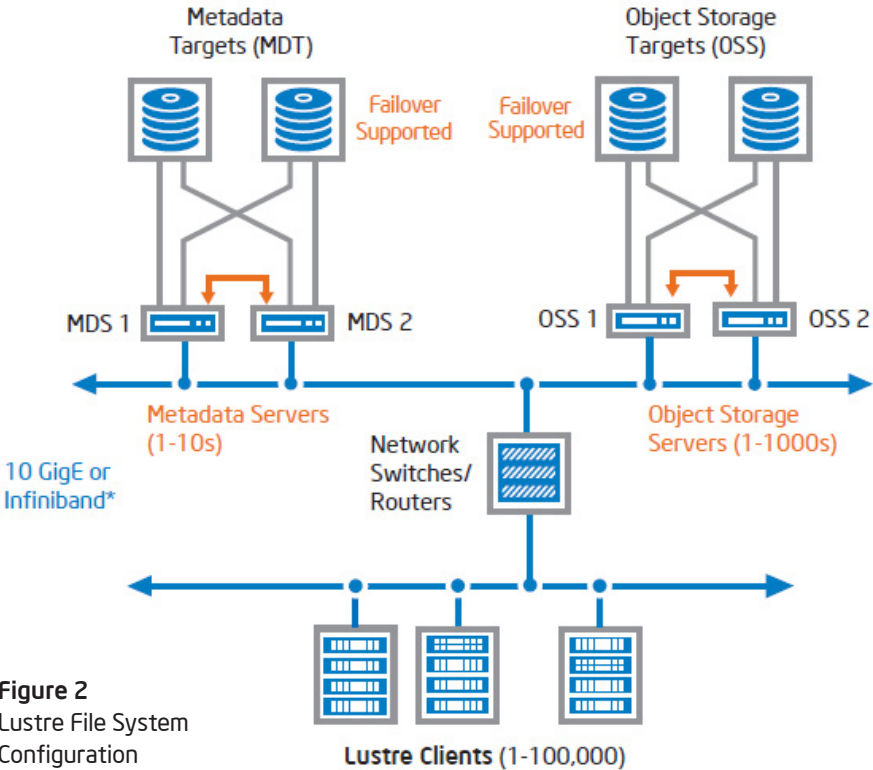 Metadata
Targets (MDT)
Object Storage
Targets (OSS)
Failover
Supported
Failover
Supported
MDS 1
MDS 2
OSS 1
OSS 2
Metadata Servers
(1-10s)
Object Storage
Servers (1-1000s)
10 GigE or
Infiniband*
Network
Switches/
Routers
Figure 2
Lustre File System
Configuration
Lustre Clients (1-100,000)